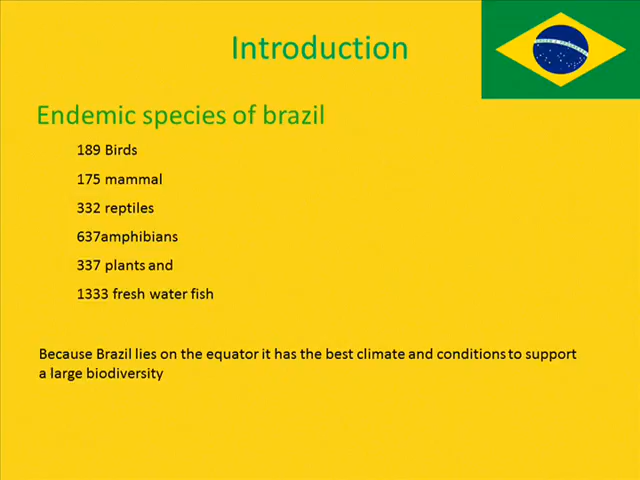 Introduction
Endemic species of brazil
189 Birds
175 mammal
332 reptiles
637amphibians
337 plants and
1333 fresh water fish
Because Brazil lies on the equator it has the best climate and conditions to support
a large biodiversity